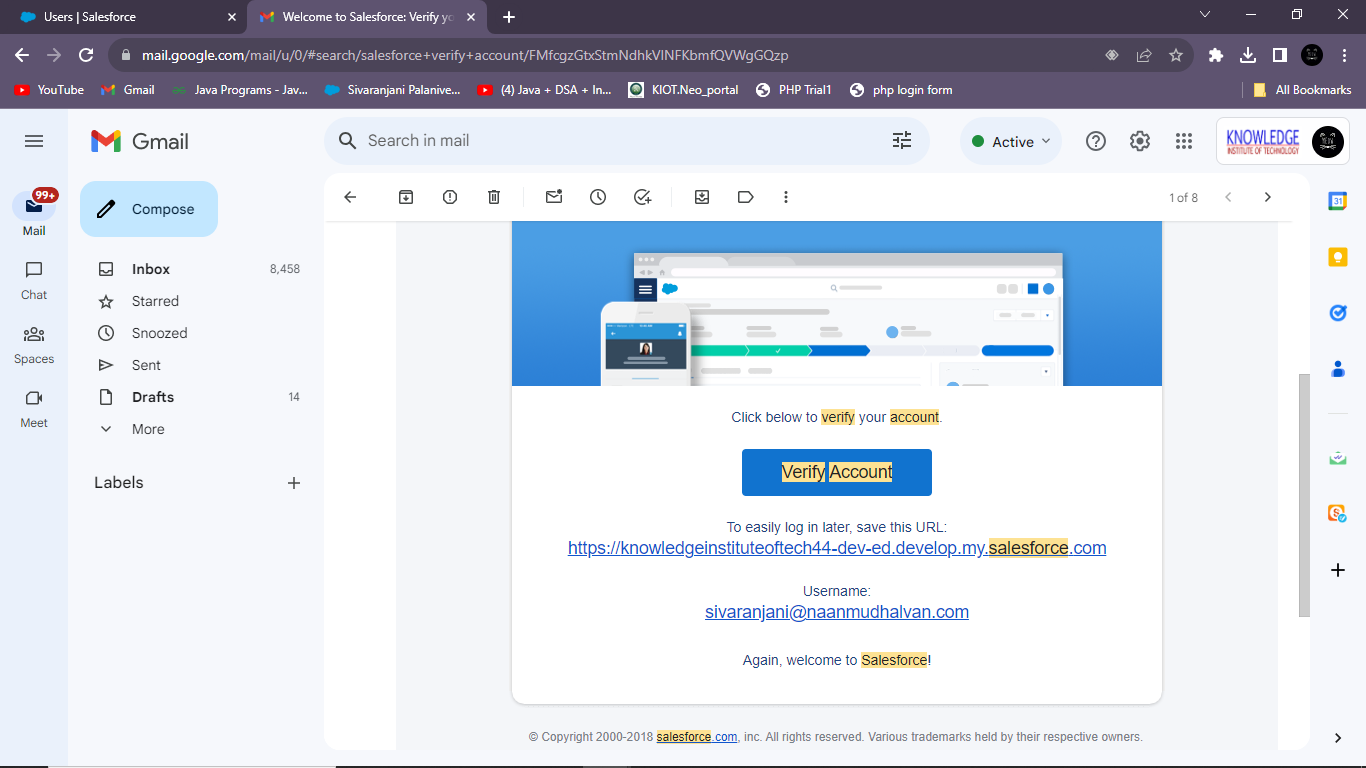 Users | Salesforce
Welcome to Salesforce: Verify yo
mail.google.com/mail/u/0/#search/salesforce+verify+account/FMfcgzGtxStmNdhkVlNFKbmfQVWgGQzp
YouTube
Gmail
Java Programs - Jav...
Sivaranjani Palanive...
(4) Java + DSA + In...
KIOT.Neo_portal
PHP Trial1
php login form
All Bookmarks
Gmail
Search in mail
Active
KNOWLEDGE
INSTITUTE OF TECHNOLOGY
99+
Mail
Chat
Spaces
Meet
Compose
Inbox 8,458
Starred
Snoozed
Sent
Drafts 14
More
Labels
1 of 8
31
Click below to verify your account.
Verify Account
To easily log in later, save this URL:
https://knowledgeinstituteoftech44-dev-ed.develop.my.salesforce.com
Username:
sivaranjani@naanmudhalvan.com
Again, welcome to Salesforce!
© Copyright 2000-2018 salesforce.com, inc. All rights reserved. Various trademarks held by their respective owners.